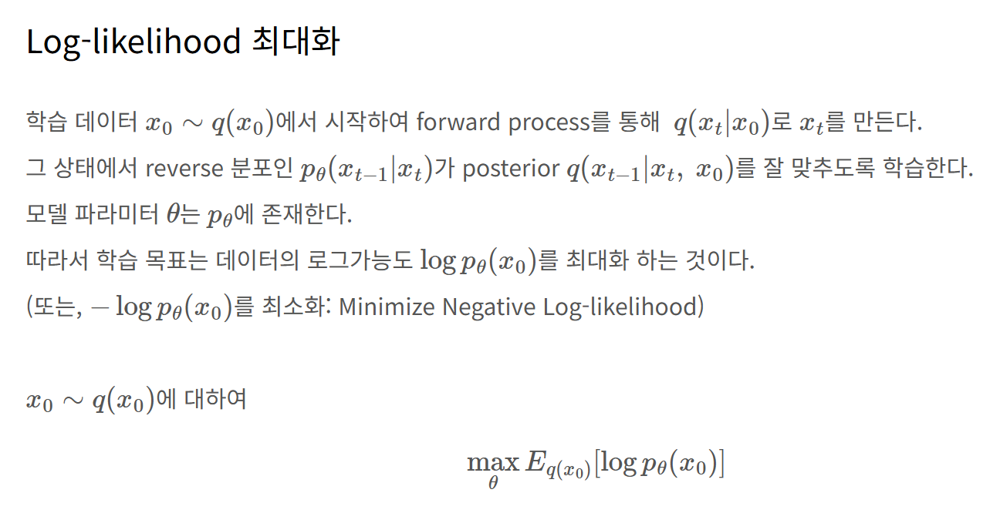 Log-likelihood 최대화
학습 데이터 $x_0 \sim q(x_0)$에서 시작하여 forward process를 통해 $q(x_t|x_0)$로 $x_t$를 만든다.
그 상태에서 reverse 분포인 $p_\theta(x_{t-1}|x_t)$가 posterior $q(x_{t-1}|x_t,\ x_0)$를 잘 맞추도록 학습한다.
모델 파라미터 $\theta$는 $p_\theta$에 존재한다.
따라서 학습 목표는 데이터의 로그가능도 $\log p_\theta(x_0)$를 최대화 하는 것이다.
(또는, $-\log p_\theta(x_0)$를 최소화: Minimize Negative Log-likelihood)
$x_0 \sim q(x_0)$에 대하여
$\max_\theta E_{q(x_0)}[\log p_\theta(x_0)]$